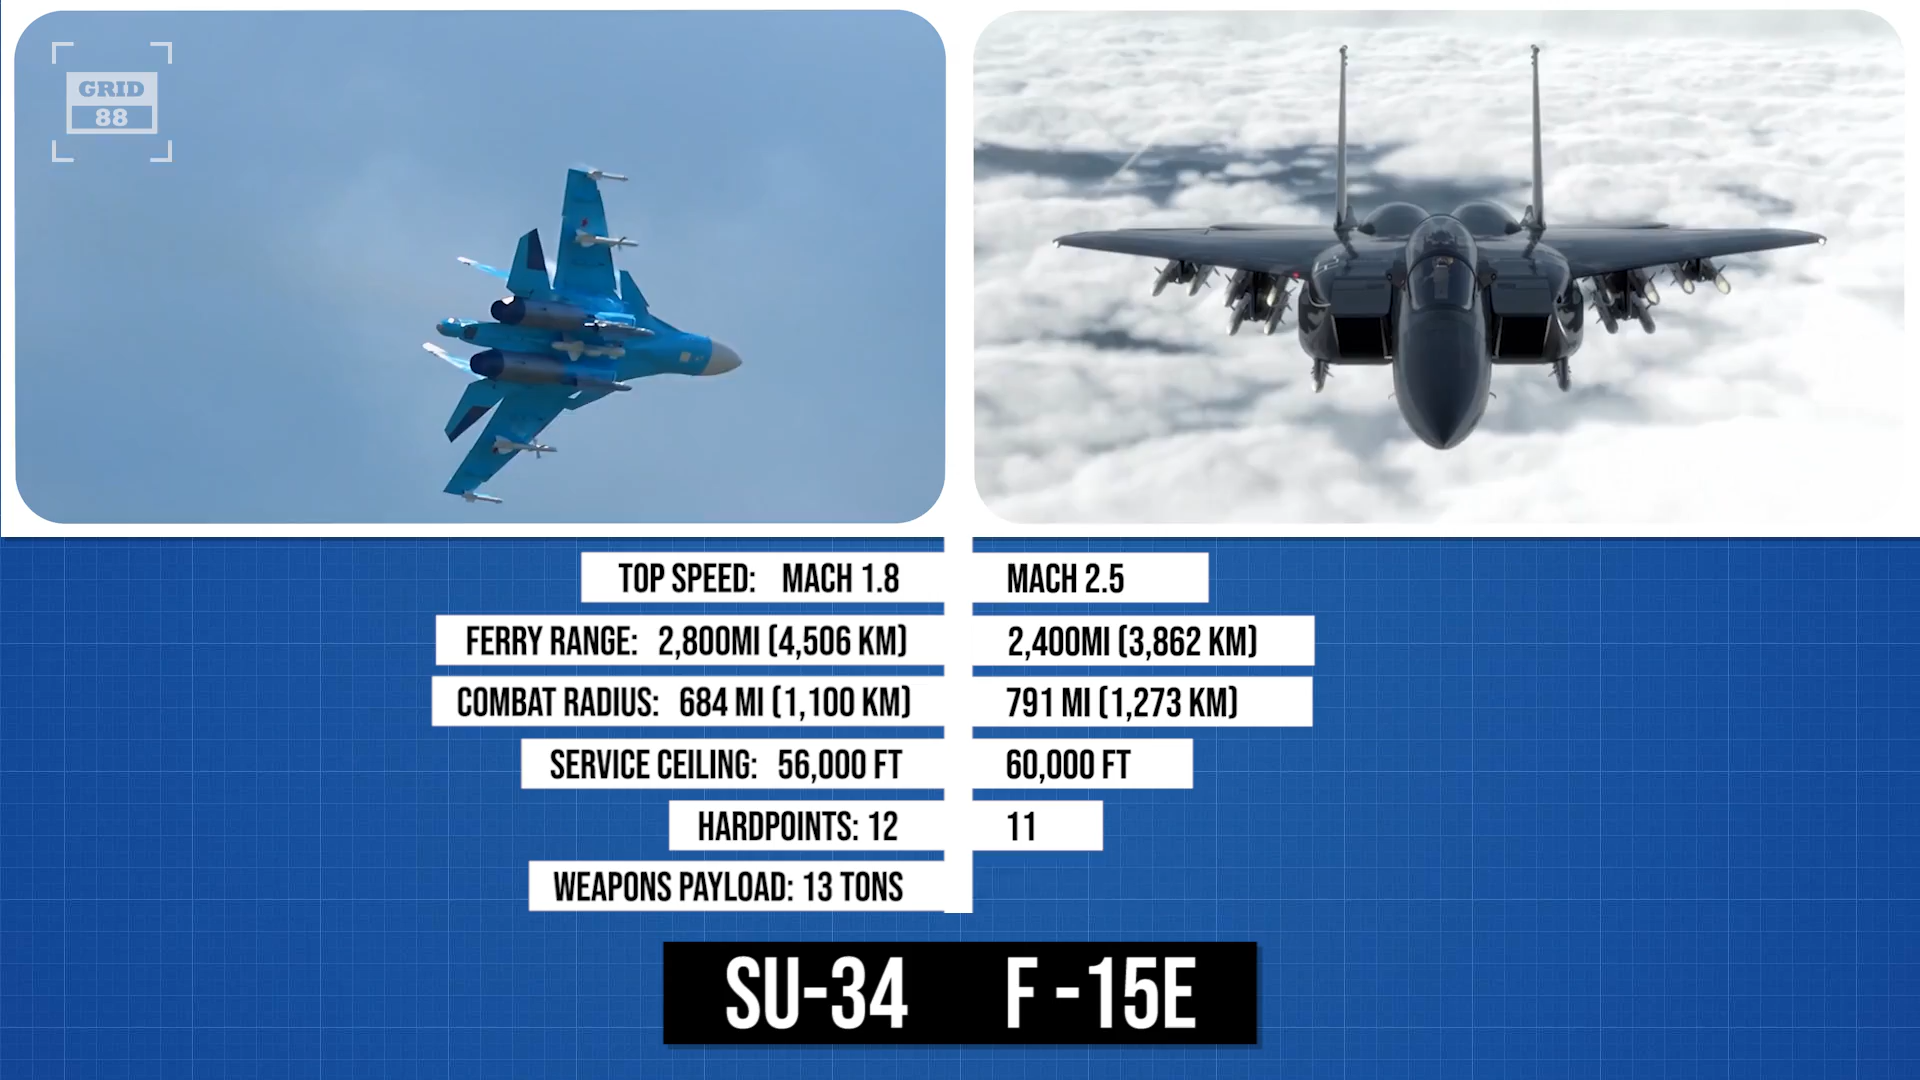 GRID
88
TOP SPEED: MACH 1.8 MACH 2.5
FERRY RANGE: 2,800MI (4,506 KM) 2,400MI (3,862 KM)
COMBAT RADIUS: 684 MI (1,100 KM) 791 MI (1,273 KM)
SERVICE CEILING: 56,000 FT 60,000 FT
HARDPOINTS: 12 11
WEAPONS PAYLOAD: 13 TONS
SU-34 F -15E